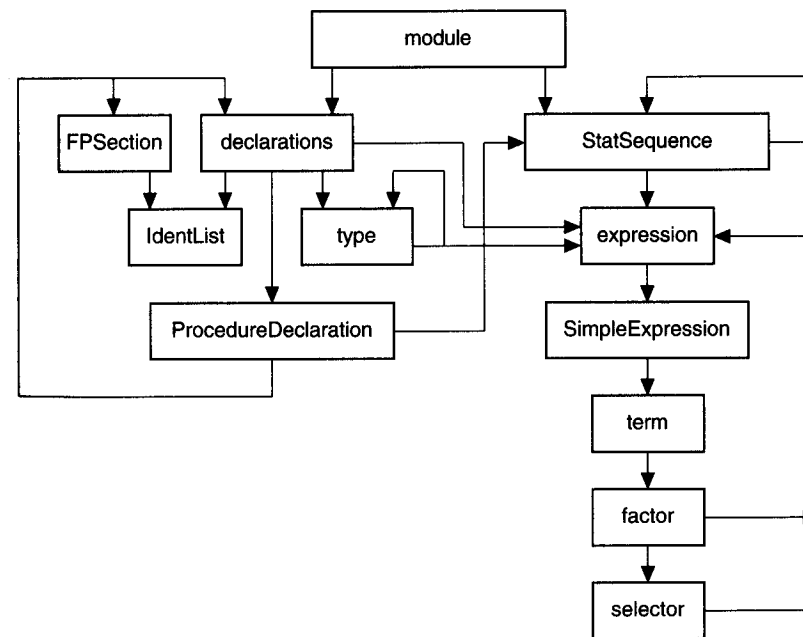 module
FPSection
declarations
StatSequence
IdentList
type
expression
ProcedureDeclaration
SimpleExpression
term
factor
selector